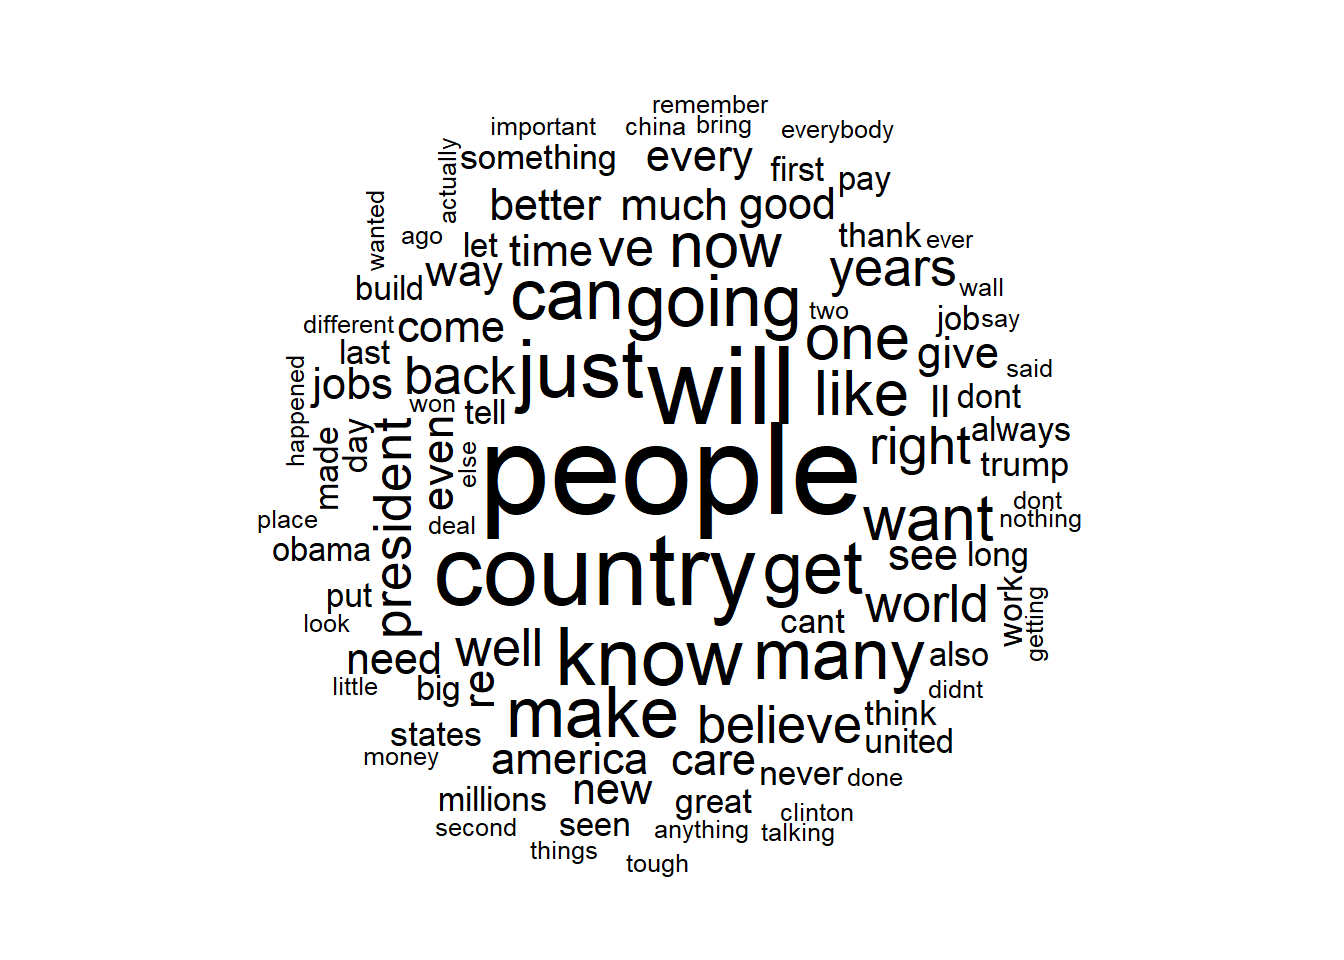 remember
important china bring everybody
actually something every first pay
wanted better much good
ago let time ve now thank ever
build way can going years wall
different come two one job say
last just will give said
happened jobs back like ll dont
won tell
made day president even else people right always
trump
place deal want dont
nothing
obama country get see long
put world work
look cant getting
need well know many also
little big re make didnt
states believe think
united
money america care never done
millions new great clinton
second seen anything talking
things tough